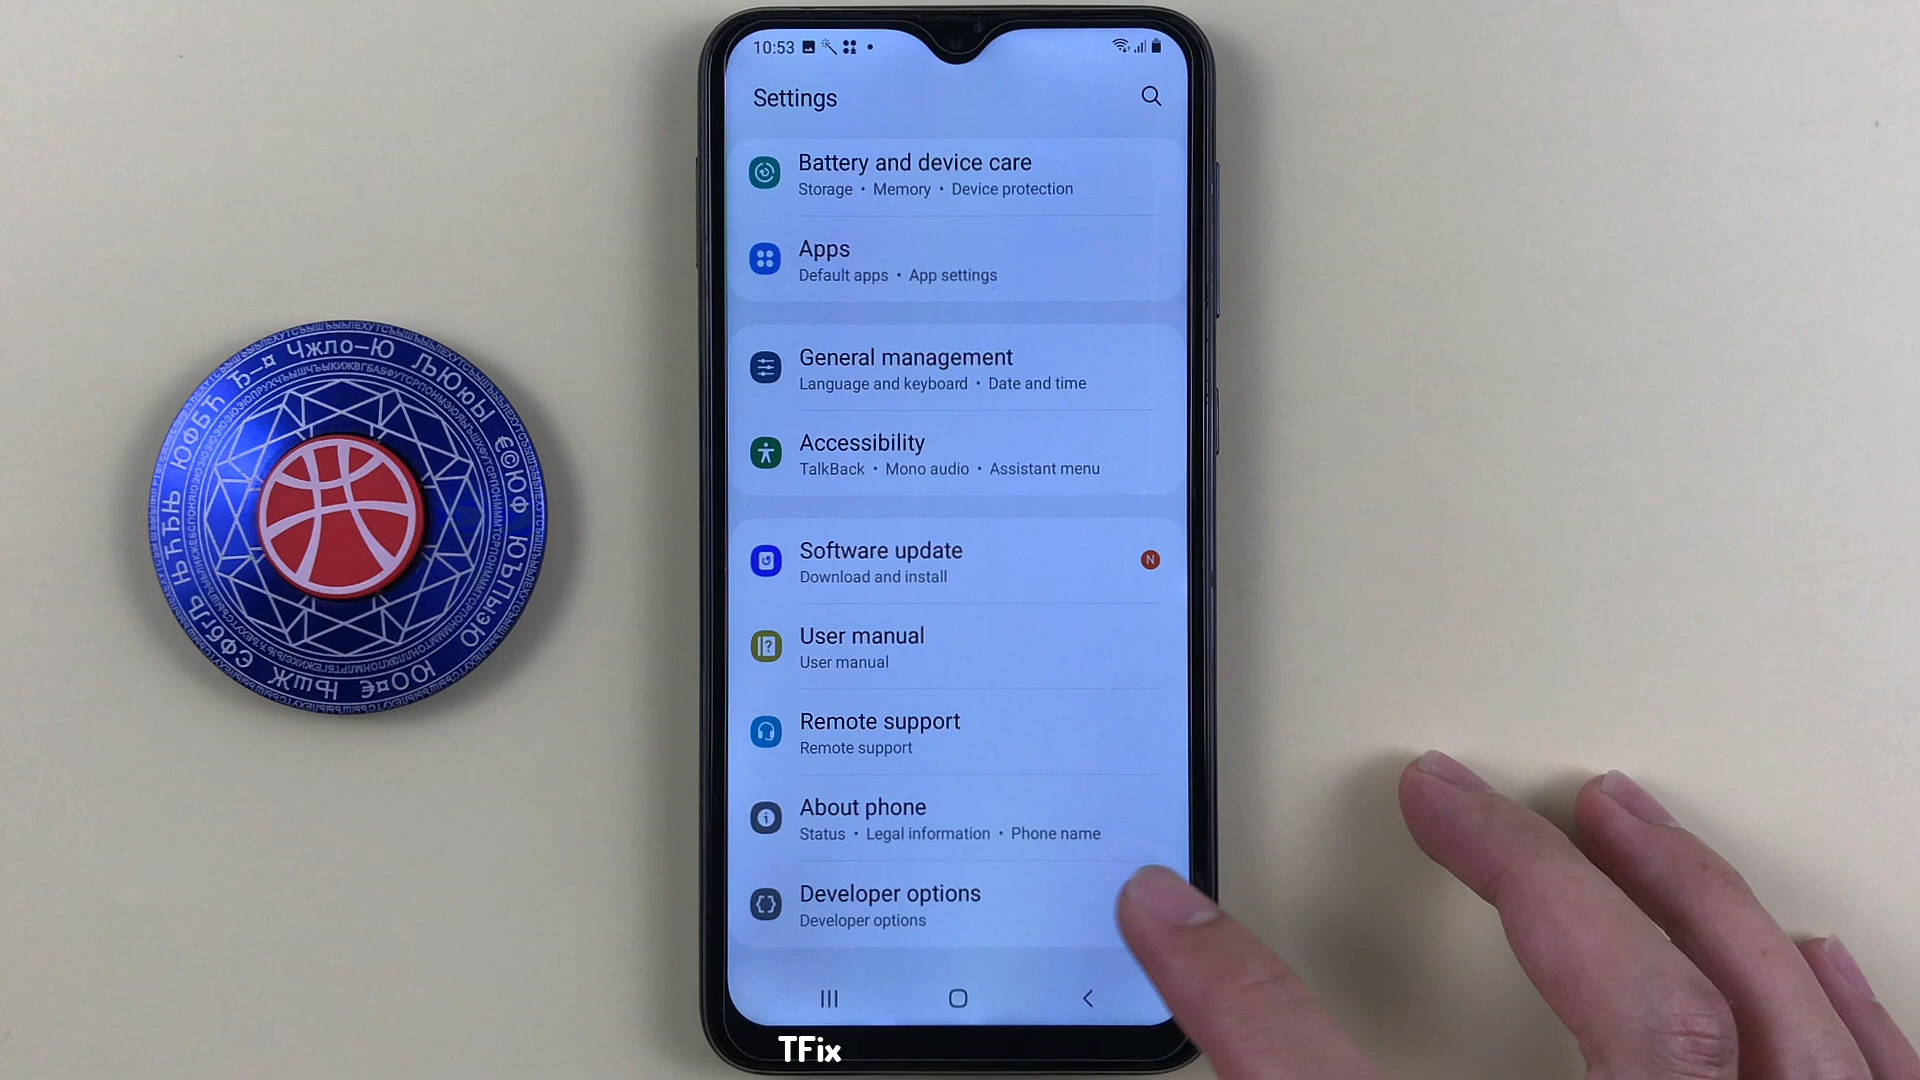 10:53
Settings
Battery and device care
Storage • Memory • Device protection
Apps
Default apps • App settings
General management
Language and keyboard • Date and time
Accessibility
TalkBack • Mono audio • Assistant menu
Software update
N
Download and install
User manual
User manual
Remote support
Remote support
About phone
Status • Legal information • Phone name
Developer options
Developer options
TFix
Чжло–Ю